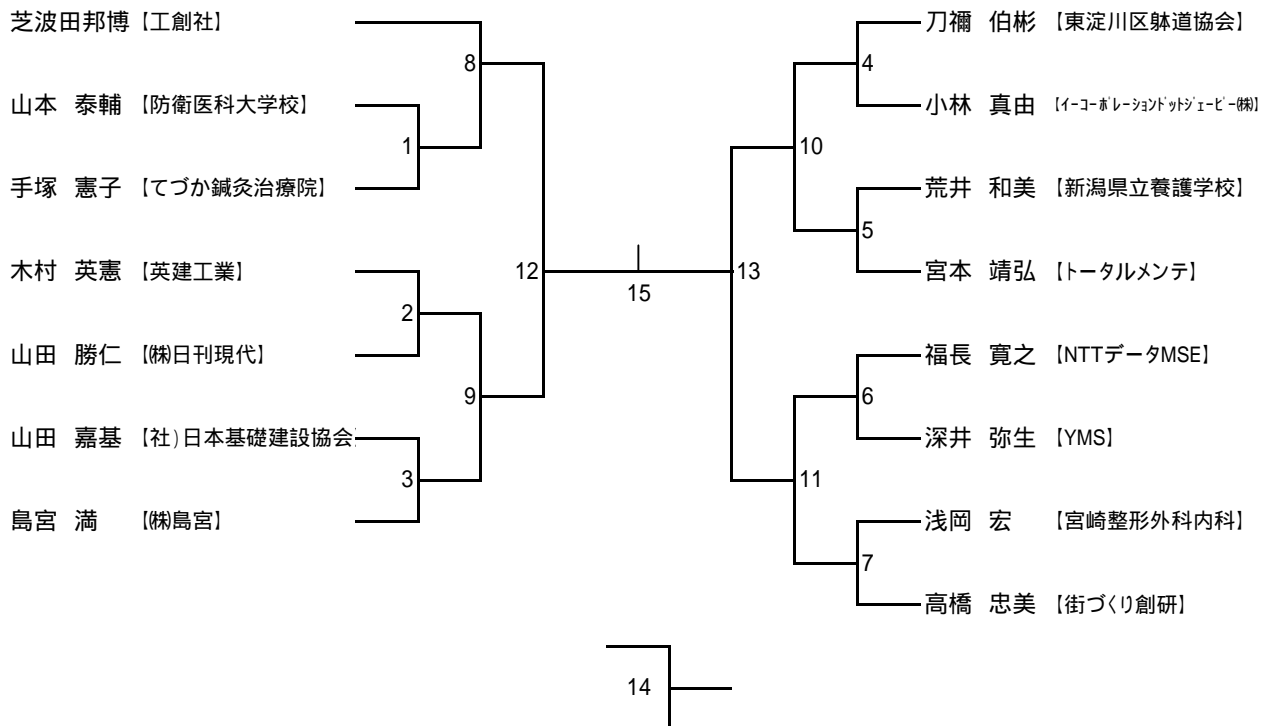 芝波田邦博 【工創社】
8
山本 泰輔 【防衛医科大学校】
1
手塚 憲子 【てづか鍼灸治療院】
木村 英憲 【英建工業】
2
山田 勝仁 【㈱日刊現代】
9
山田 嘉基 【社)日本基礎建設協会】
3
島宮 満 【㈱島宮】
12
15
13
刀禰 伯彬 【東淀川区躰道協会】
4
小林 真由 【ｲｰｺｰﾎﾟﾚｰｼｮﾝﾄﾞｯﾄｼﾞｪｰﾋﾟｰ㈱】
10
荒井 和美 【新潟県立養護学校】
5
宮本 靖弘 【トータルメンテ】
福長 寛之 【NTTデータMSE】
6
深井 弥生 【YMS】
11
浅岡 宏 【宮崎整形外科内科】
7
高橋 忠美 【街づくり創研】
14